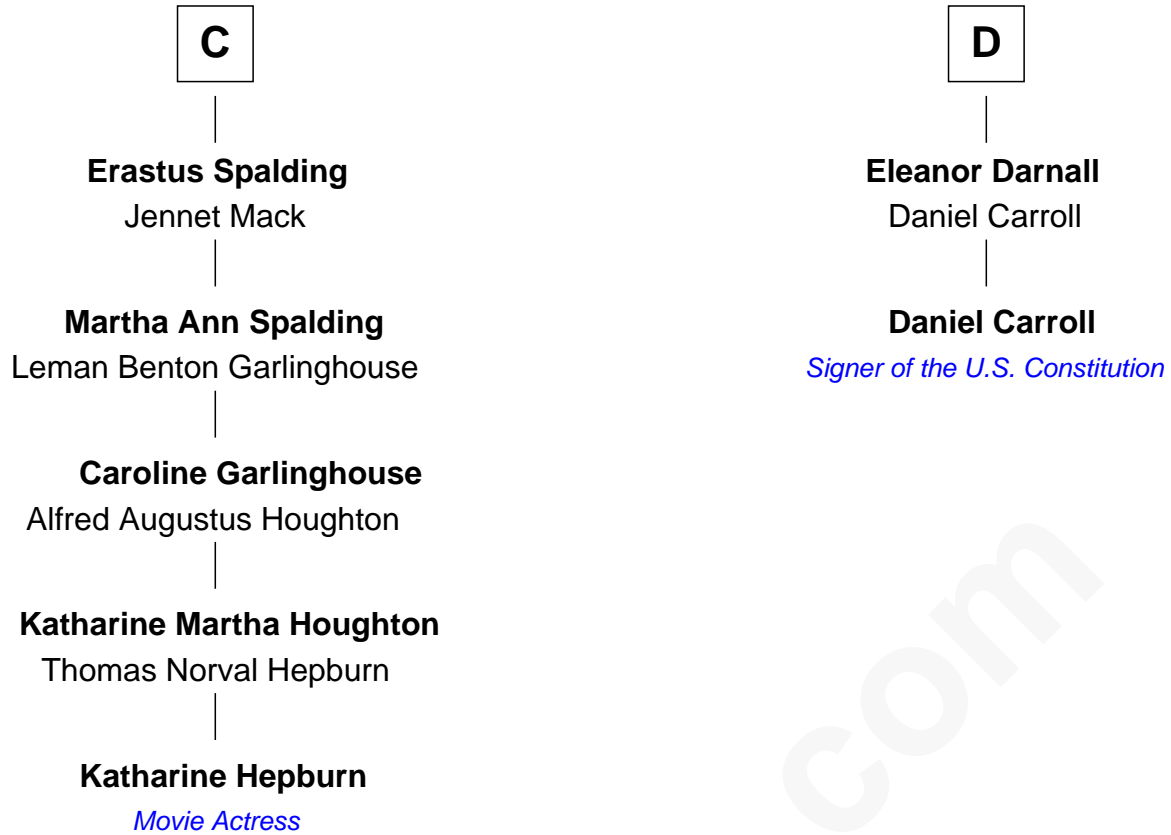 C
Erastus Spalding
Jennet Mack
Martha Ann Spalding
Leman Benton Garlinghouse
Caroline Garlinghouse
Alfred Augustus Houghton
Katharine Martha Houghton
Thomas Norval Hepburn
Katharine Hepburn
Movie Actress
D
Eleanor Darnall
Daniel Carroll
Daniel Carroll
Signer of the U.S. Constitution
com